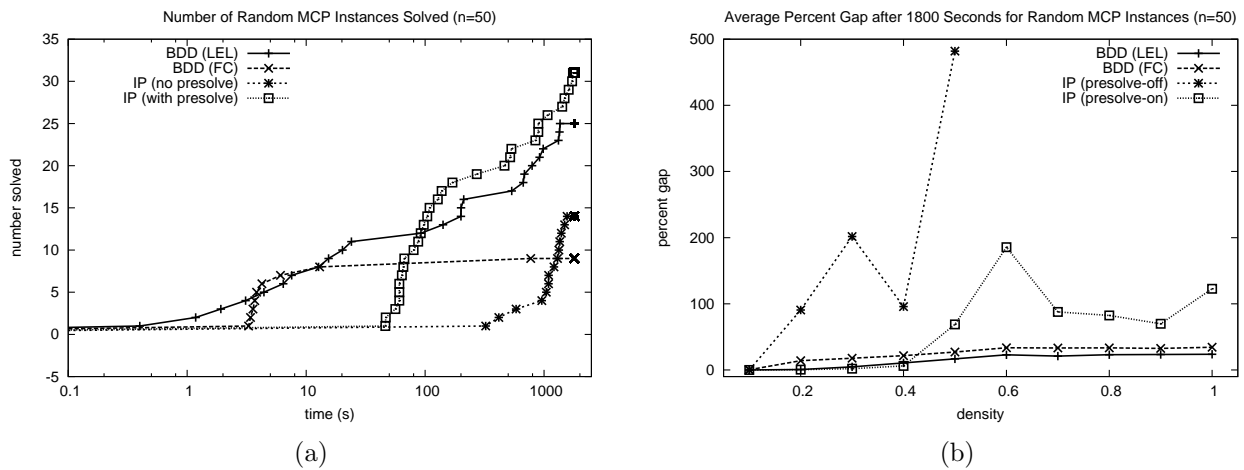 Number of Random MCP Instances Solved (n=50)
35
30
25
20
15
10
5
0
-5
number solved
BDD (LEL)
BDD (FC)
IP (no presolve)
IP (with presolve)
0.1 1 10 100 1000
time (s)
(a)
Average Percent Gap after 1800 Seconds for Random MCP Instances (n=50)
500
400
300
200
100
0
percent gap
BDD (LEL)
BDD (FC)
IP (presolve-off)
IP (presolve-on)
0.2 0.4 0.6 0.8 1
density
(b)